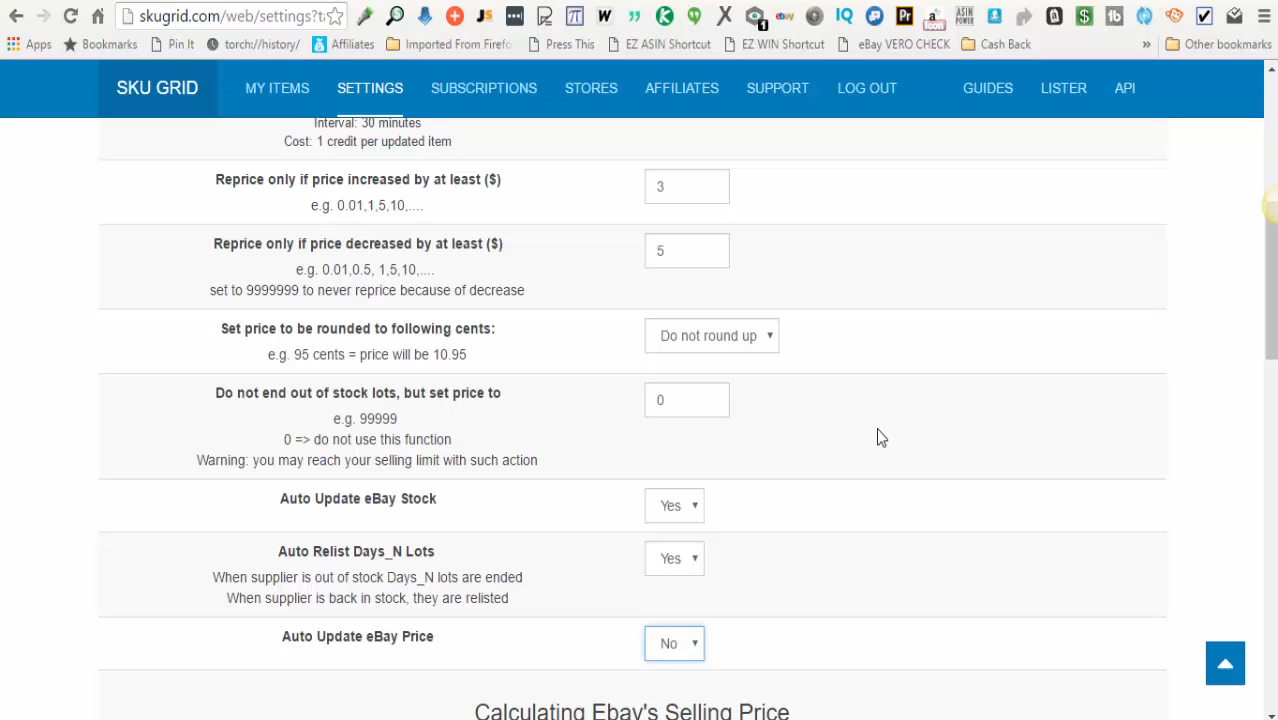 skugrid.com/web/settings?t
JS
W
1
ebay
IQ
Pr
a
toon
ASIN
POWER
$
1b
Apps
Bookmarks
Pin It
torch://history/
Affiliates
Imported From Firefo
Press This
EZ ASIN Shortcut
EZ WIN Shortcut
eBay VERO CHECK
Cash Back
»
Other bookmarks
SKU GRID
MY ITEMS
SETTINGS
SUBSCRIPTIONS
STORES
AFFILIATES
SUPPORT
LOG OUT
GUIDES
LISTER
API
Interval: 30 minutes
Cost: 1 credit per updated item
Reprice only if price increased by at least ($)
3
e.g. 0.01,1,5,10,....
Reprice only if price decreased by at least ($)
5
e.g. 0.01,0.5, 1,5,10,....
set to 9999999 to never reprice because of decrease
Set price to be rounded to following cents:
Do not round up
e.g. 95 cents = price will be 10.95
Do not end out of stock lots, but set price to
0
e.g. 99999
0 => do not use this function
Warning: you may reach your selling limit with such action
Auto Update eBay Stock
Yes
Auto Relist Days_N Lots
Yes
When supplier is out of stock Days_N lots are ended
When supplier is back in stock, they are relisted
Auto Update eBay Price
No
Calculating Ebay's Selling Price